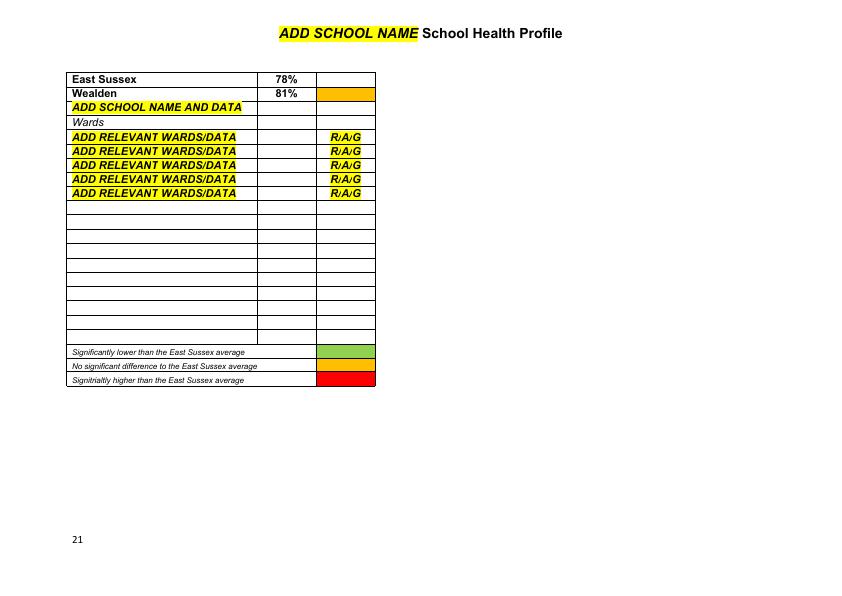 ADD SCHOOL NAME School Health Profile
East Sussex 78%
Wealden 81%
ADD SCHOOL NAME AND DATA
Wards
ADD RELEVANT WARDS/DATA R/A/G
ADD RELEVANT WARDS/DATA R/A/G
ADD RELEVANT WARDS/DATA R/A/G
ADD RELEVANT WARDS/DATA R/A/G
ADD RELEVANT WARDS/DATA R/A/G
Significantly lower than the East Sussex average
No significant difference to the East Sussex average
Signitrialtly higher than the East Sussex average
21